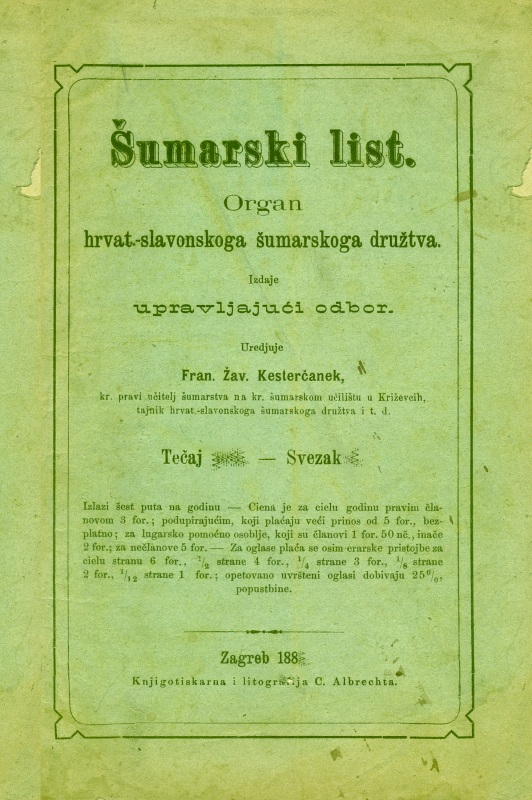 Šumarski list.
Organ
hrvat.-slavonskoga šumarskoga družtva.
Izdaje
upravljajući odbor.
Uredjuje
Fran. Žav. Kesterčanek,
kr. pravi učitelj šumarstva na kr. šumarskom učilištu u Križevcih,
tajnik hrvat.-slavonskoga šumarskoga družtva i t. d.
Tečaj — Svezak
Izlazi šest puta na godinu — Ciena je za cielu godinu pravim čla-
novom 3 for.; podupirajućim, koji plaćaju veći prinos od 5 for., bez-
platno; za lugarsko pomoćno osoblje, koji su članovi 1 for. 50 nč., inače
2 for.; za nečlanove 5 for. — Za oglase plaća se osim erarske pristojbe za
cielu stranu 6 for., 1/2 strane 4 for., 1/4 strane 3 for., 1/8 strane
2 for., 1/12 strane 1 for.; opetovano uvršteni oglasi dobivaju 25%,
popustbine.
Zagreb 188
Knjigotiskarna i litografija C. Albrechta.